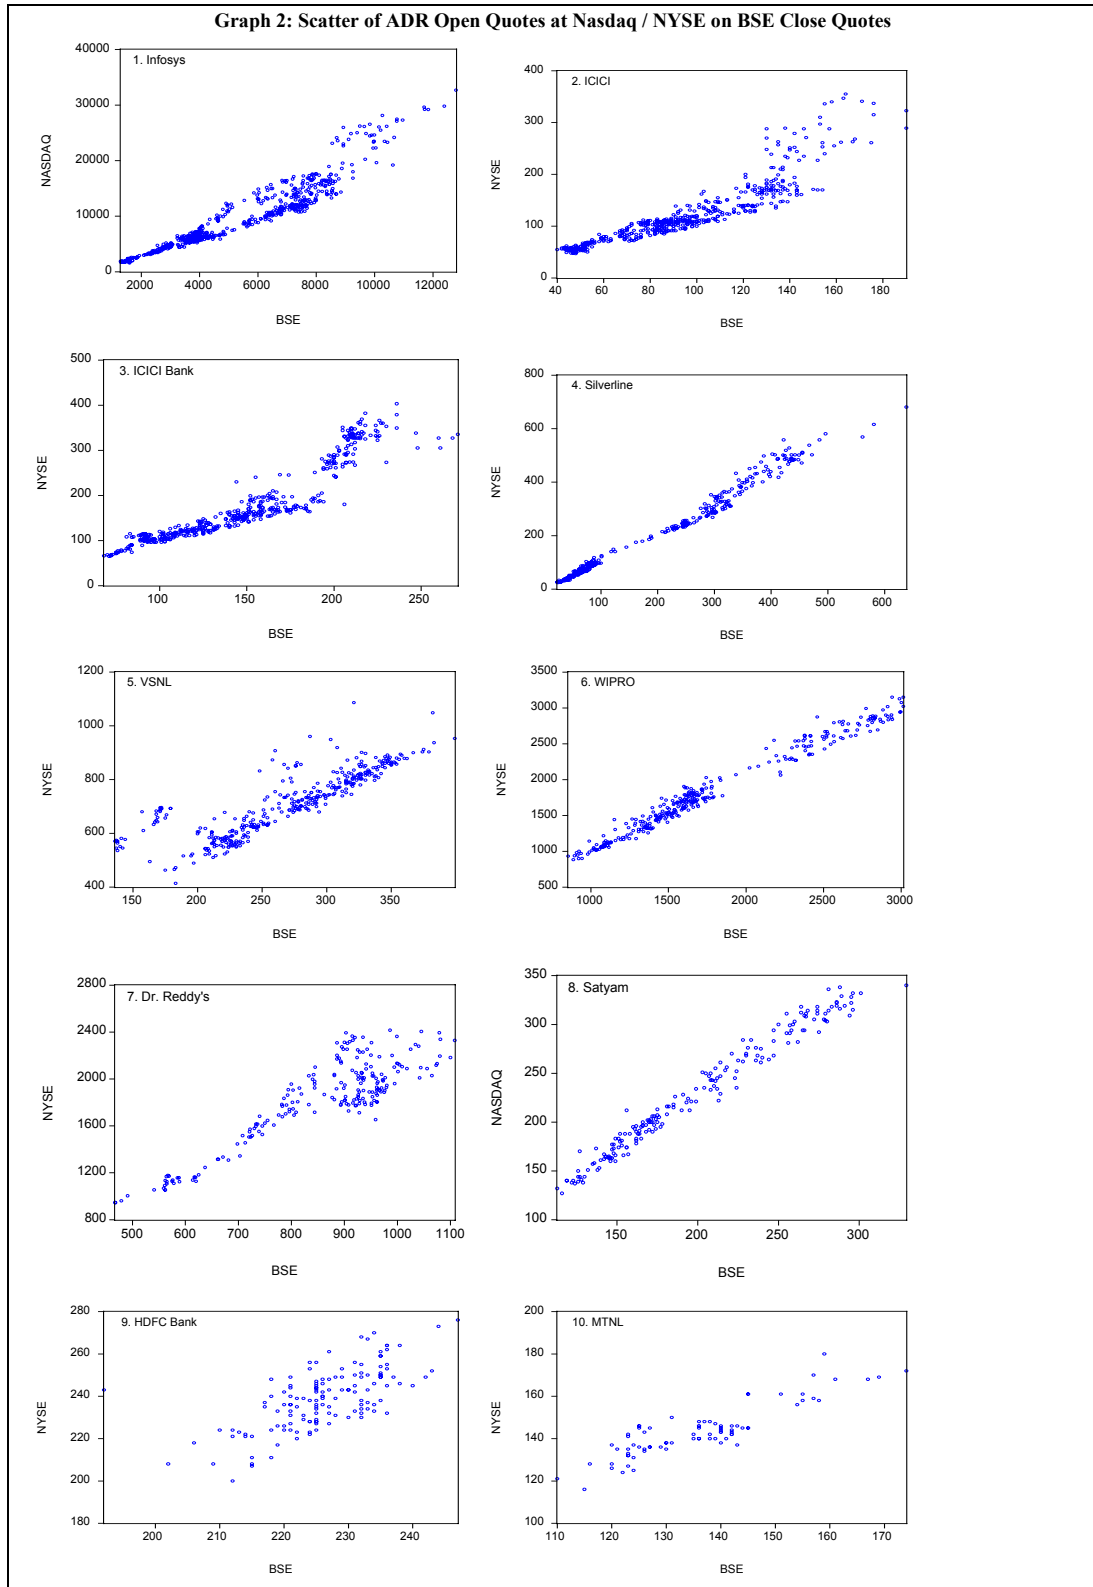 Graph 2: Scatter of ADR Open Quotes at Nasdaq / NYSE on BSE Close Quotes
1. Infosys
NASDAQ
40000
30000
20000
10000
0
2000 4000 6000 8000 10000 12000
BSE
2. ICICI
NYSE
400
300
200
100
0
40 60 80 100 120 140 160 180
BSE
3. ICICI Bank
NYSE
500
400
300
200
100
0
100 150 200 250
BSE
4. Silverline
NYSE
800
600
400
200
0
100 200 300 400 500 600
BSE
5. VSNL
NYSE
1200
1000
800
600
400
150 200 250 300 350
BSE
6. WIPRO
NYSE
3500
3000
2500
2000
1500
1000
500
1000 1500 2000 2500 3000
BSE
7. Dr. Reddy's
NYSE
2800
2400
2000
1600
1200
800
500 600 700 800 900 1000 1100
BSE
8. Satyam
NASDAQ
350
300
250
200
150
100
150 200 250 300
BSE
9. HDFC Bank
NYSE
280
260
240
220
200
180
200 210 220 230 240
BSE
10. MTNL
NYSE
200
180
160
140
120
100
110 120 130 140 150 160 170
BSE